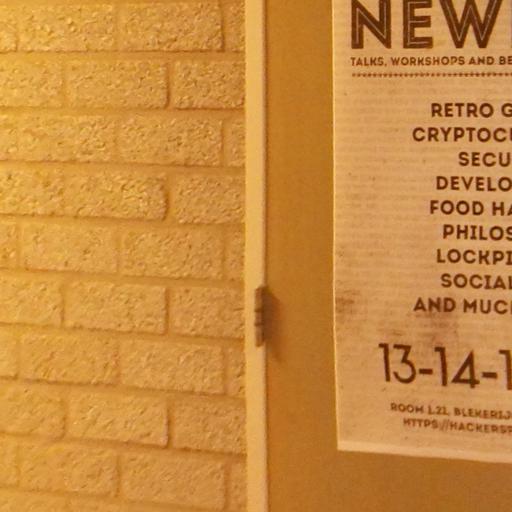 NEW
TALKS, WORKSHOPS AND BE
RETRO G
CRYPTOCU
SECU
DEVELO
FOOD HA
PHILOS
LOCKPI
SOCIAL
AND MUC
13-14-1
ROOM 1.21, BLEKERIJ
HTTPS://HACKERSP